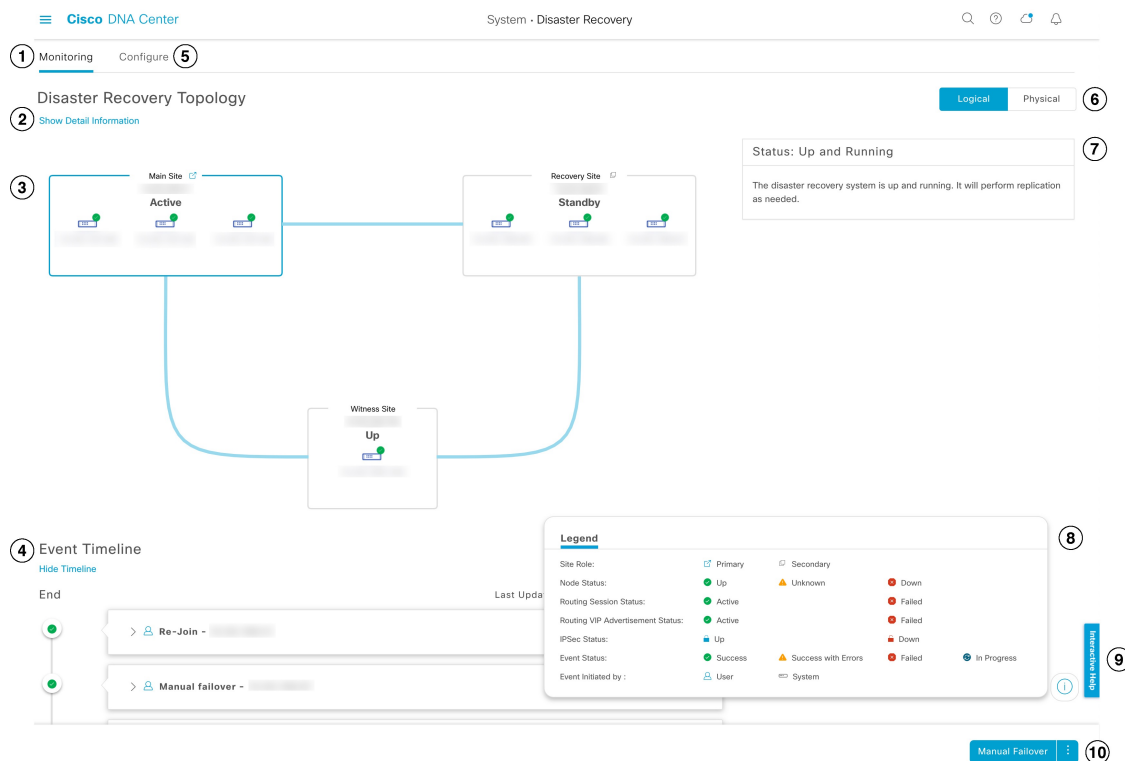 Cisco DNA Center
System · Disaster Recovery
1 Monitoring Configure 5
Disaster Recovery Topology
Logical Physical 6
2 Show Detail Information
Status: Up and Running 7
The disaster recovery system is up and running. It will perform replication
as needed.
3
Main Site
Active
Recovery Site
Standby
Witness Site
Up
4 Event Timeline
Hide Timeline
End
Last Upda
Re-Join -
Manual failover -
Legend 8
Site Role: Primary Secondary
Node Status: Up Unknown Down
Routing Session Status: Active Failed
Routing VIP Advertisement Status: Active Failed
IPSec Status: Up Down
Event Status: Success Success with Errors Failed In Progress
Event Initiated by : User System
Interactive Help 9
Manual Failover 10